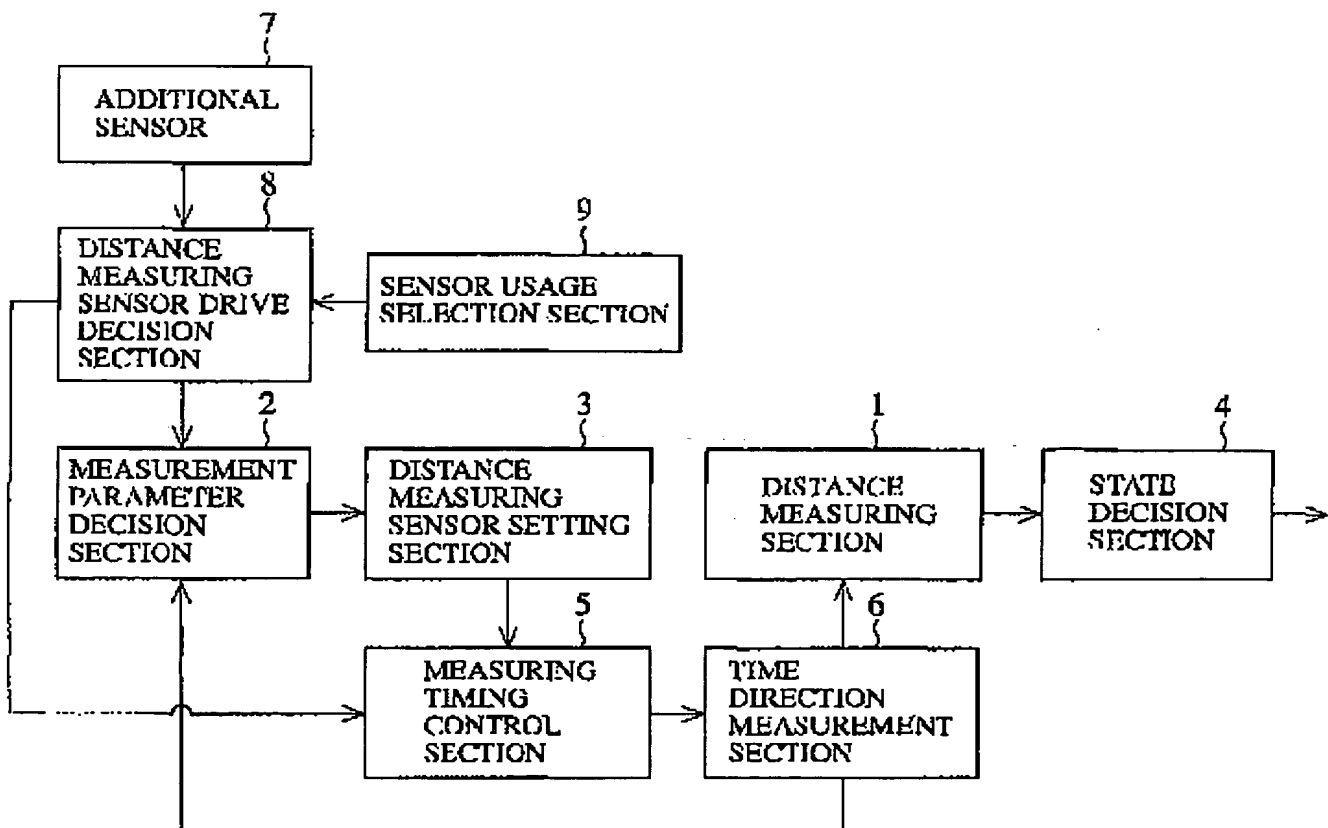 7
ADDITIONAL
SENSOR
8
DISTANCE
MEASURING
SENSOR DRIVE
DECISION
SECTION
9
SENSOR USAGE
SELECTION SECTION
2
MEASUREMENT
PARAMETER
DECISION
SECTION
3
DISTANCE
MEASURING
SENSOR SETTING
SECTION
1
DISTANCE
MEASURING
SECTION
4
STATE
DECISION
SECTION
5
MEASURING
TIMING
CONTROL
SECTION
6
TIME
DIRECTION
MEASUREMENT
SECTION